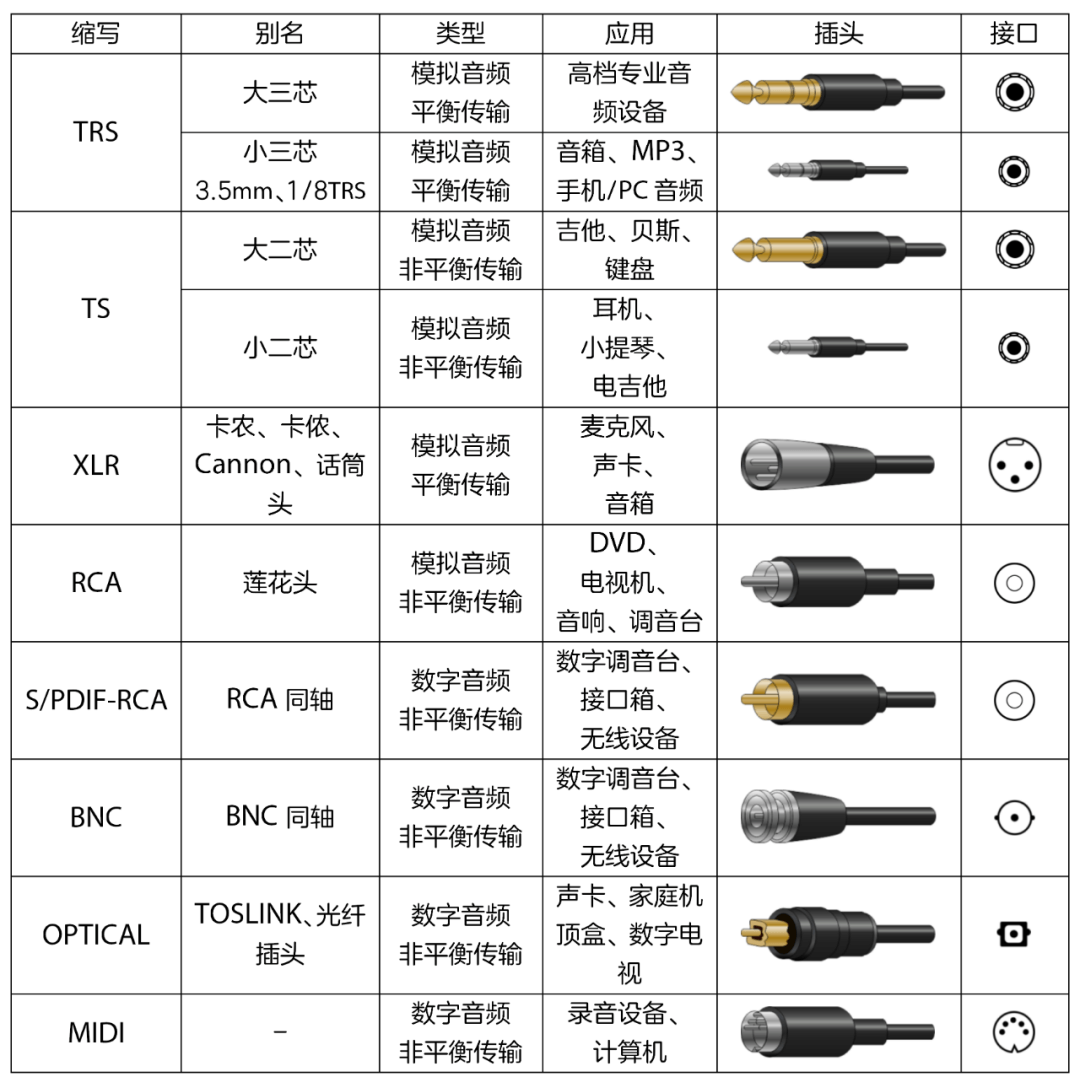 缩写 别名 类型 应用 插头 接口
TRS
大三芯
模拟音频
平衡传输
高档专业音
频设备
小三芯
3.5mm、1/8TRS
模拟音频
平衡传输
音箱、MP3、
手机/PC 音频
TS
大二芯
模拟音频
非平衡传输
吉他、贝斯、
键盘
小二芯
模拟音频
非平衡传输
耳机、
小提琴、
电吉他
XLR
卡农、卡侬、
Cannon、话筒
头
模拟音频
平衡传输
麦克风、
声卡、
音箱
RCA
莲花头
模拟音频
非平衡传输
DVD、
电视机、
音响、调音台
S/PDIF-RCA
RCA 同轴
数字音频
非平衡传输
数字调音台、
接口箱、
无线设备
BNC
BNC 同轴
数字音频
非平衡传输
数字调音台、
接口箱、
无线设备
OPTICAL
TOSLINK、光纤
插头
数字音频
非平衡传输
声卡、家庭机
顶盒、数字电
视
MIDI
–
数字音频
非平衡传输
录音设备、
计算机